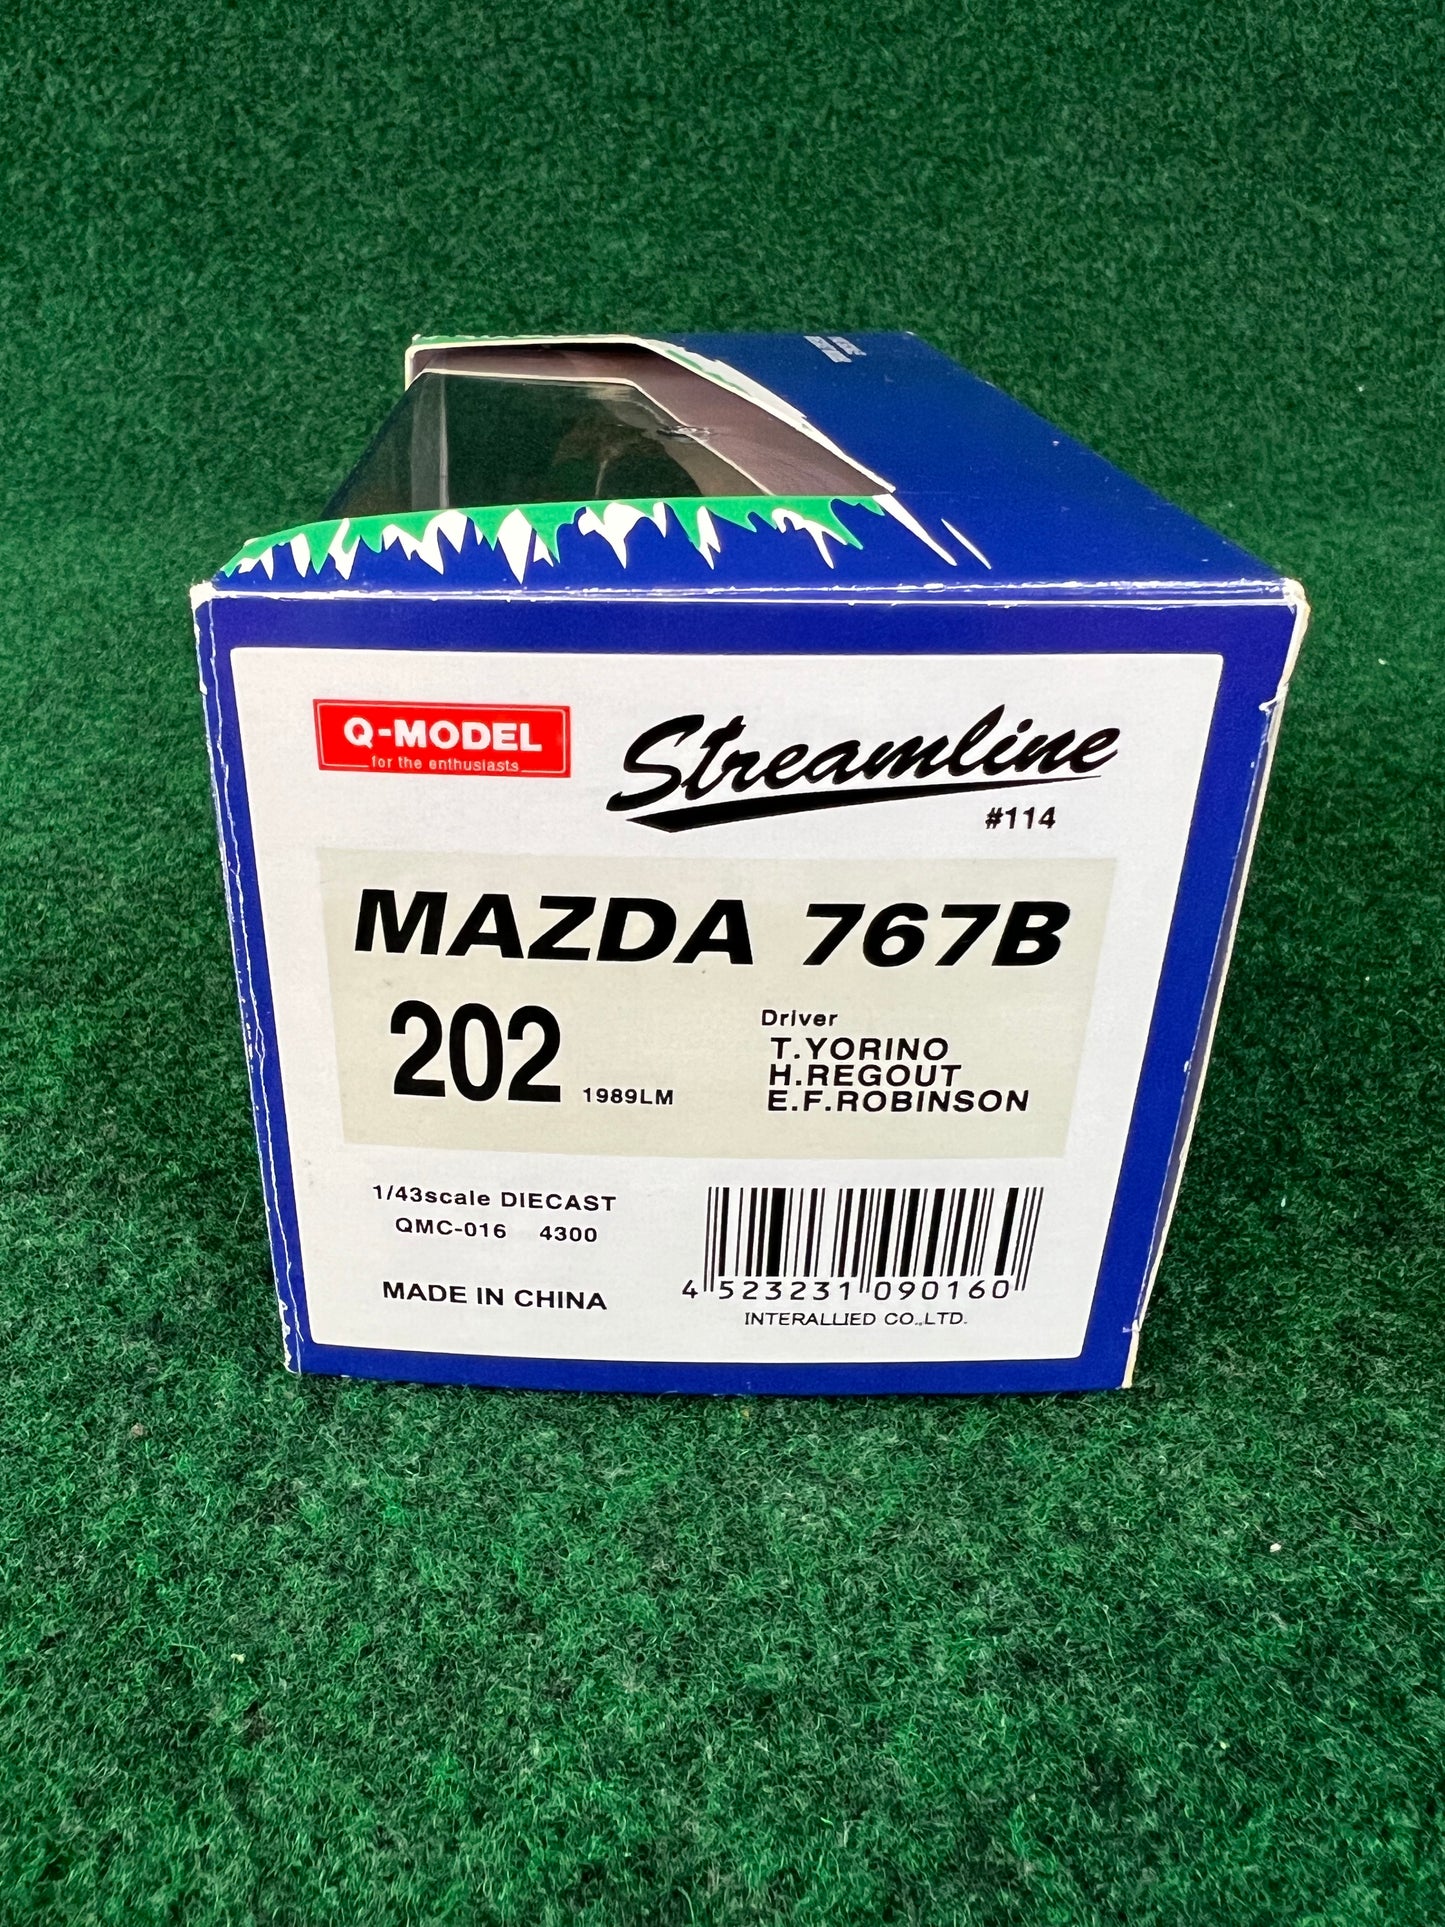 Q-MODEL
for the enthusiasts
Streamline
#114
MAZDA 767B
202 1989LM
Driver
T.YORINO
H.REGOUT
E.F.ROBINSON
1/43scale DIECAST
QMC-016 4300
MADE IN CHINA
4 523231 090160
INTERALLIED CO.,LTD.